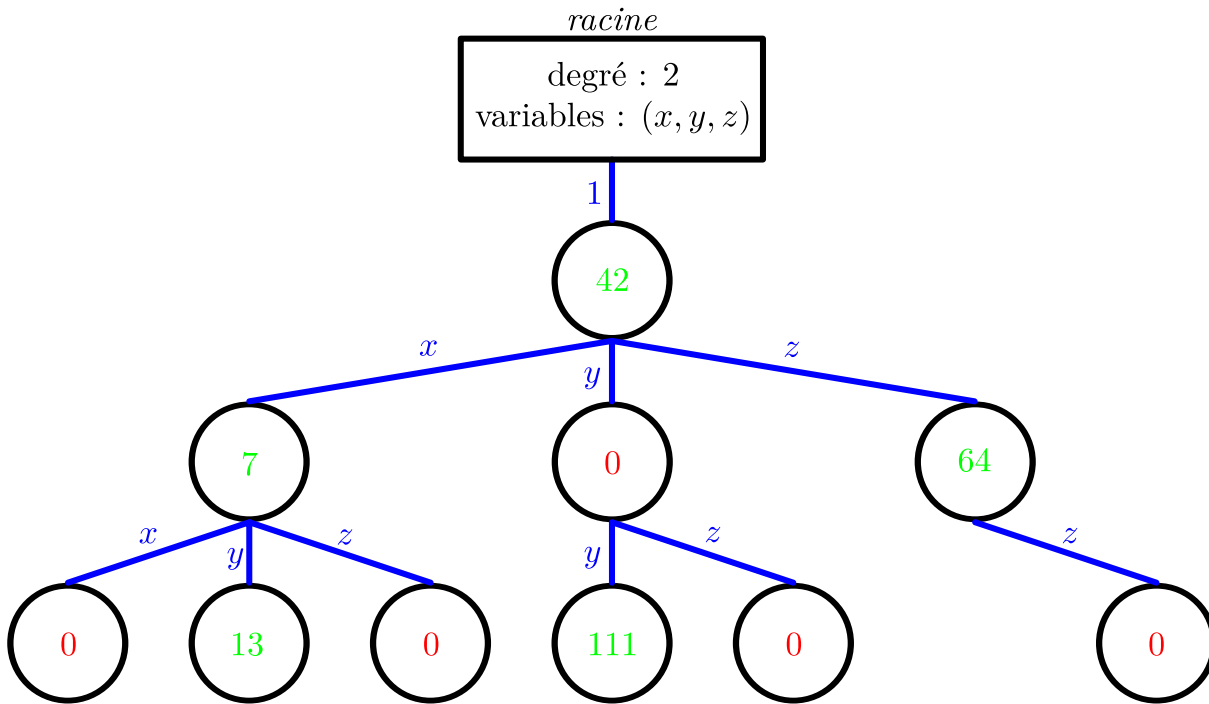 racine
degré : 2
variables : (x, y, z)
1
42
x
y
z
7
0
64
x
y
z
y
z
z
0
13
0
111
0
0